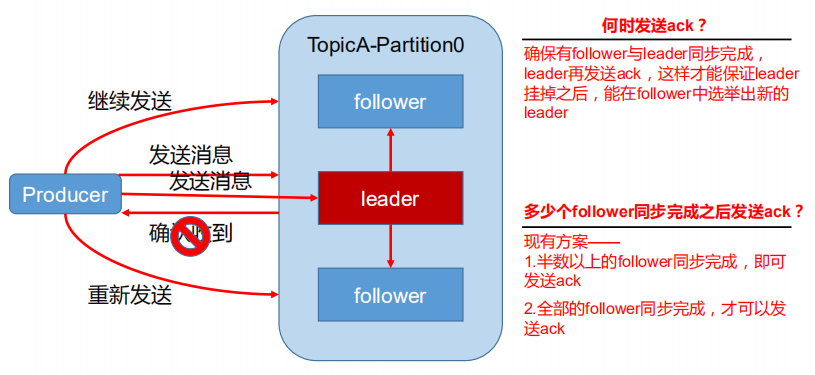 TopicA-Partition0
follower
继续发送
发送消息
发送消息
Producer
leader
确认收到
重新发送
follower
何时发送ack？
确保有follower与leader同步完成，
leader再发送ack，这样才能保证leader
挂掉之后，能在follower中选举出新的
leader
多少个follower同步完成之后发送ack？
现有方案——
1.半数以上的follower同步完成，即可
发送ack
2.全部的follower同步完成，才可以发
送ack